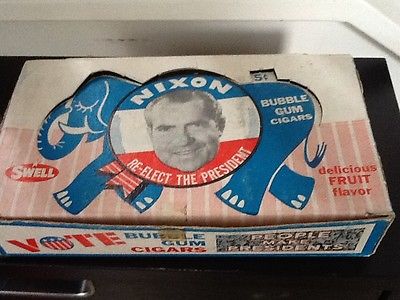 NIXON
5¢
BUBBLE
GUM
CIGARS
RE-ELECT THE PRESIDENT
SWELL
delicious
FRUIT
flavor
VOTE
BUBBLE
GUM
CIGARS
PEOPLE
MAKE
PRESIDENTS